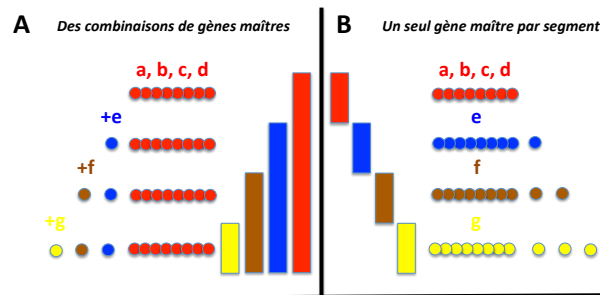 A
Des combinaisons de gènes maîtres
a, b, c, d
+e
+f
+g
B
Un seul gène maître par segment
a, b, c, d
e
f
g